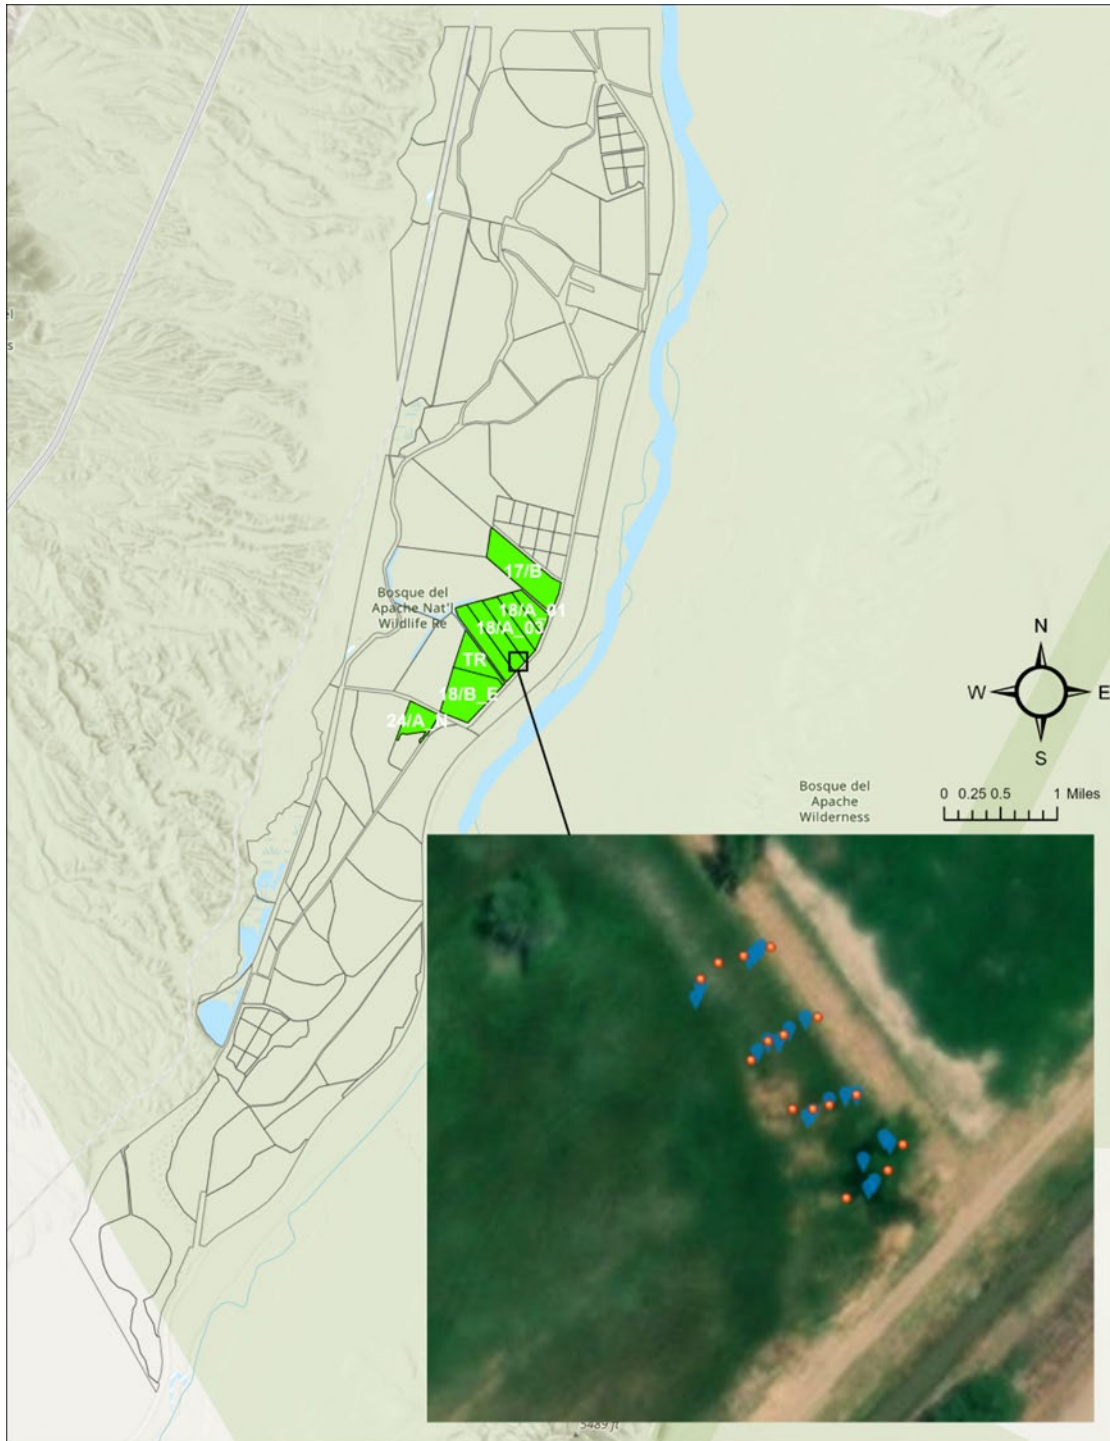 el
s
17/B
Bosque del
Apache Nat'l
Wildlife Re
18/A_01
18/A_03
TR
18/B_E
24/A_N
N
W
E
S
Bosque del
Apache
Wilderness
0 0.25 0.5 1 Miles
5489 ft